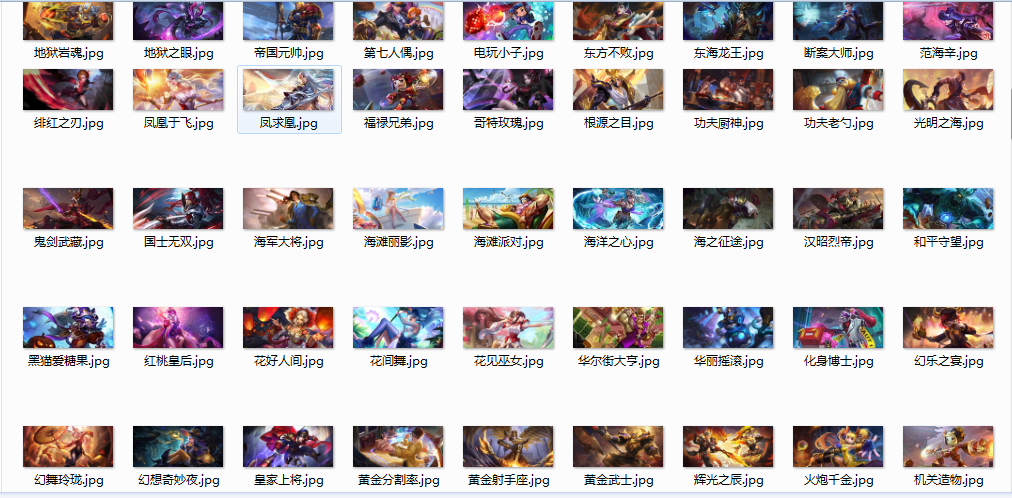 地狱岩魂.jpg 地狱之眼.jpg 帝国元帅.jpg 第七人偶.jpg 电玩小子.jpg 东方不败.jpg 东海龙王.jpg 断案大师.jpg 范海辛.jpg
绯红之刃.jpg 凤凰于飞.jpg 凤求凰.jpg 福禄兄弟.jpg 哥特玫瑰.jpg 根源之目.jpg 功夫厨神.jpg 功夫老勺.jpg 光明之海.jpg
鬼剑武藏.jpg 国士无双.jpg 海军大将.jpg 海滩丽影.jpg 海滩派对.jpg 海洋之心.jpg 海之征途.jpg 汉昭烈帝.jpg 和平守望.jpg
黑猫爱糖果.jpg 红桃皇后.jpg 花好人间.jpg 花间舞.jpg 花见巫女.jpg 华尔街大亨.jpg 华丽摇滚.jpg 化身博士.jpg 幻乐之宴.jpg
幻舞玲珑.jpg 幻想奇妙夜.jpg 皇家上将.jpg 黄金分割率.jpg 黄金射手座.jpg 黄金武士.jpg 辉光之辰.jpg 火炮千金.jpg 机关造物.jpg